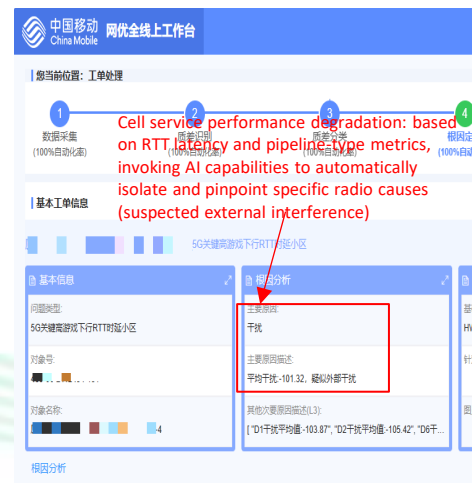 中国移动 网优全线上工作台
China Mobile
您当前位置：工单处理
1 2 3 4
数据采集 质差识别 质差分类
(100%自动化率) (100%自动化率) (100%自动化率) (100%自
Cell service performance degradation: based
on RTT latency and pipeline-type metrics,
invoking AI capabilities to automatically
isolate and pinpoint specific radio causes
(suspected external interference)
基本工单信息
5G关键高游戏下行RTT时延小区
基本信息 根因分析
问题类型: 主要原因:
5G关键高游戏下行RTT时延小区 干扰 HW
对象号: 主要原因描述:
平均干扰:-101.32，疑似外部干扰
对象名称: 其他次要原因描述(L3):
-4 [ "D1干扰平均值:-103.87", "D2干扰平均值:-105.42", "D6干...
根因分析